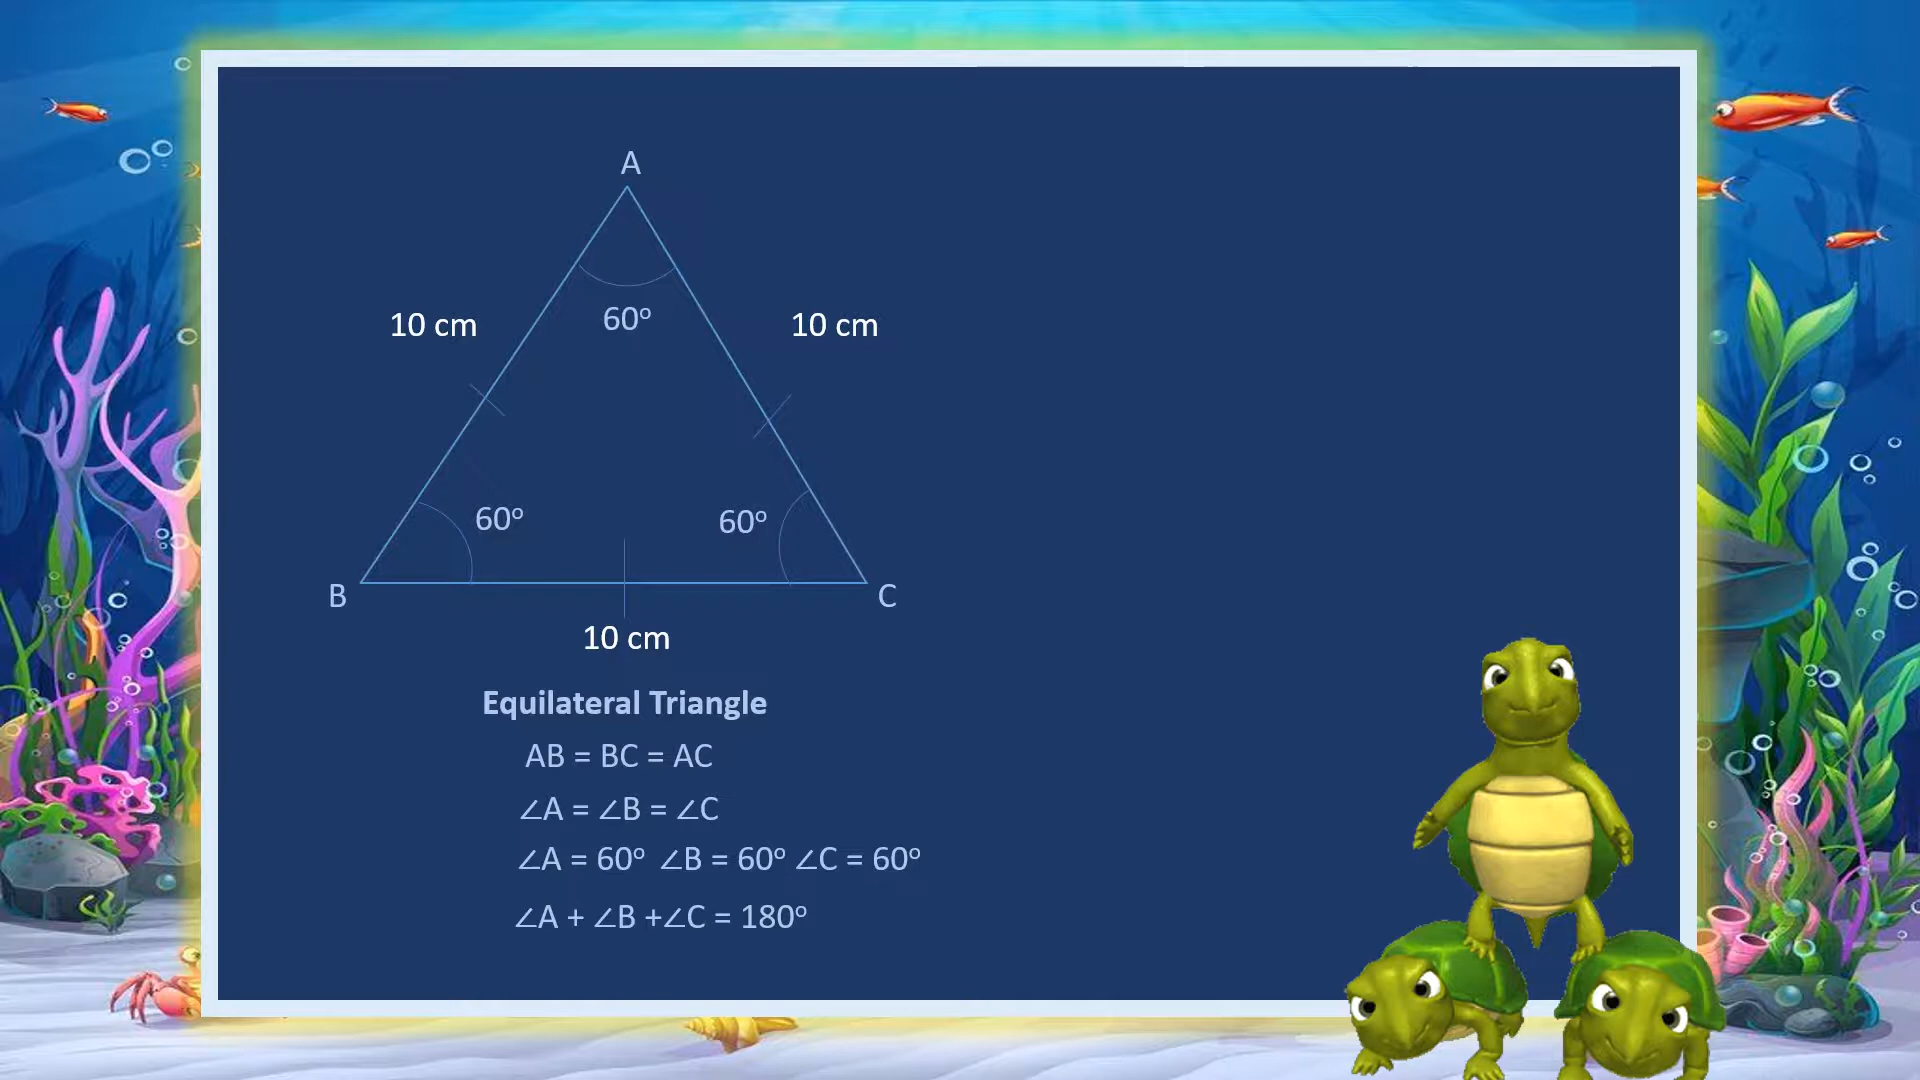 A
10 cm
10 cm
60°
60°
60°
B
C
10 cm
Equilateral Triangle
AB = BC = AC
∠A = ∠B = ∠C
∠A = 60° ∠B = 60° ∠C = 60°
∠A + ∠B +∠C = 180°